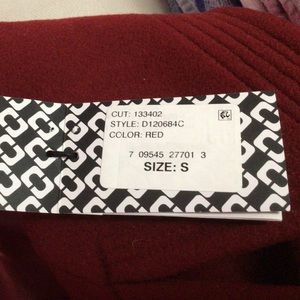 CUT: 133402
STYLE: D120684C
COLOR: RED
7 09545 27701 3
SIZE: S